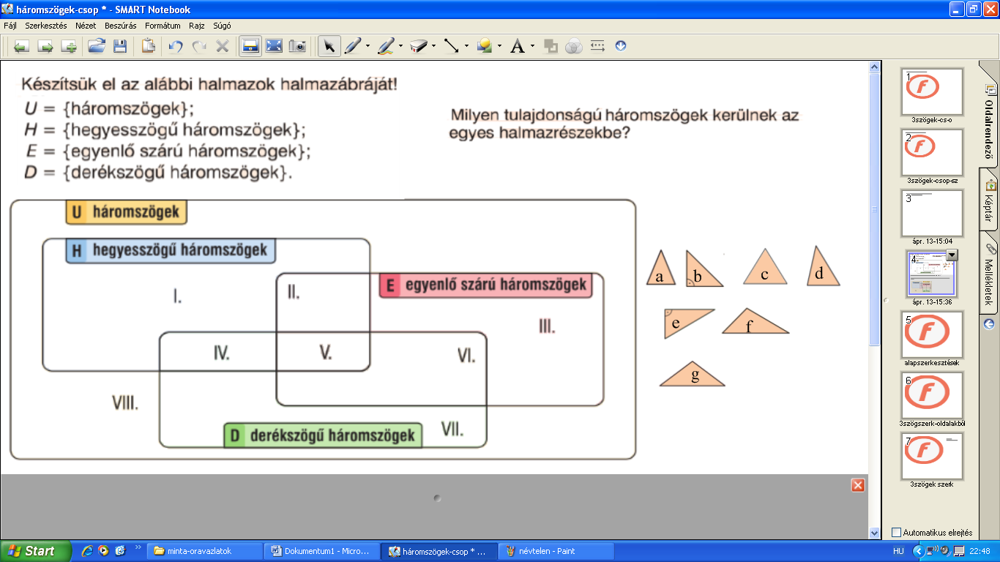 háromszögek-csop * - SMART Notebook
Fájl Szerkesztés Nézet Beszúrás Formátum Rajz Súgó
Készítsük el az alábbi halmazok halmazábráját!
U = {háromszögek};
H = {hegyesszögű háromszögek};
E = {egyenlő szárú háromszögek};
D = {derékszögű háromszögek}.
Milyen tulajdonságú háromszögek kerülnek az
egyes halmazrészekbe?
U háromszögek
H hegyesszögű háromszögek
E egyenlő szárú háromszögek
I.
II.
III.
IV.
V.
VI.
VII.
VIII.
D derékszögű háromszögek
a b c d
e f
g
1
3szögek-cs-o
2
3szögek-csop-sz
3
ápr. 13-15:04
4
ápr. 13-15:36
5
alapszerkesztések
6
3szögszerk-oldalakból
7
3szögek szerk
Oldalrendező
Képtár
Mellékletek
Automatikus elrejtés
Start
minta-oravazlatok
Dokumentum1 - Micro...
háromszögek-csop * ...
névtelen - Paint
HU
22:48